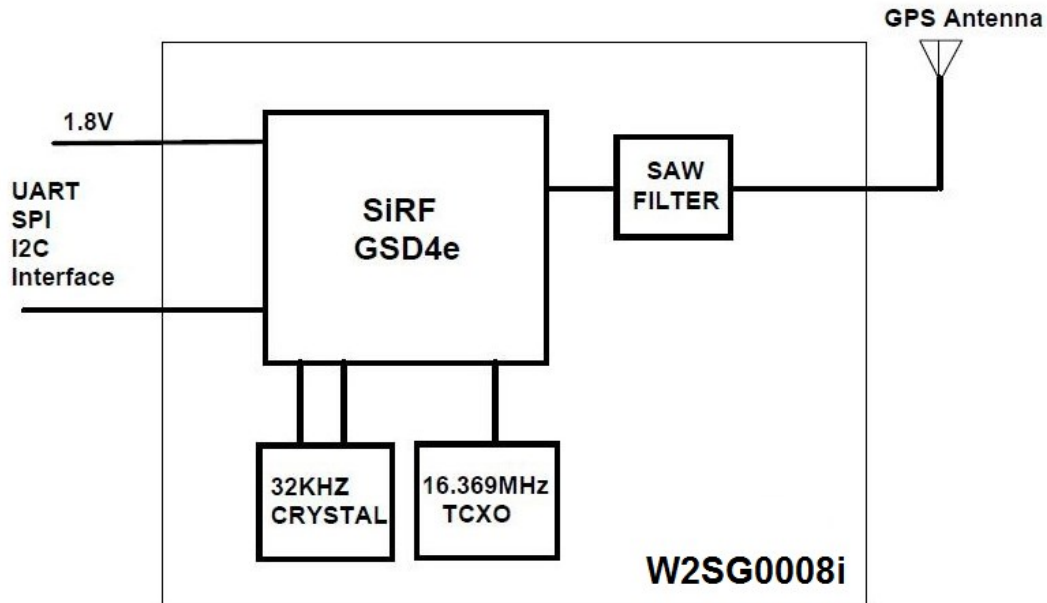 GPS Antenna
1.8V
UART
SPI
I2C
Interface
SiRF
GSD4e
SAW
FILTER
32KHZ
CRYSTAL
16.369MHz
TCXO
W2SG0008i